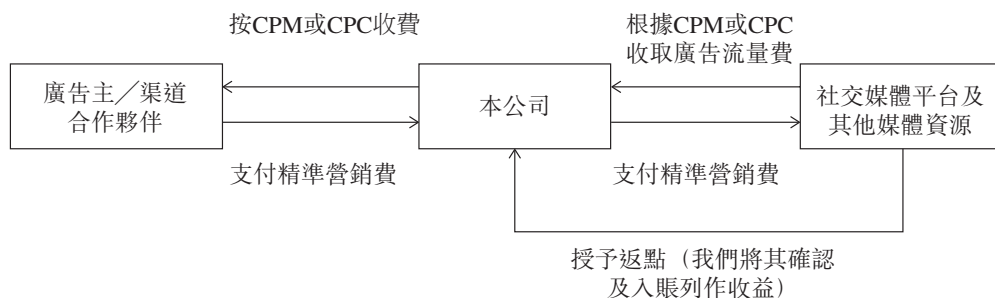 按CPM或CPC收費
根據CPM或CPC
收取廣告流量費
廣告主／渠道
合作夥伴
本公司
社交媒體平台及
其他媒體資源
支付精準營銷費
支付精準營銷費
授予返點（我們將其確認
及入賬列作收益）